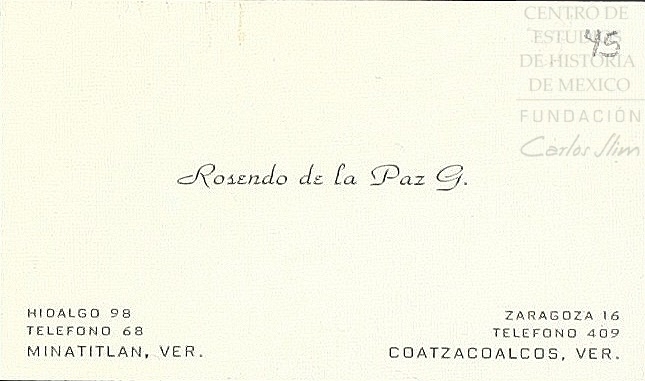 CENTRO DE
ESTUDIOS
DE HISTORIA
DE MEXICO
FUNDACIÓN
Carlos Slim
45
Rosendo de la Paz G.
HIDALGO 98
TELEFONO 68
MINATITLAN, VER.
ZARAGOZA 16
TELEFONO 409
COATZACOALCOS, VER.